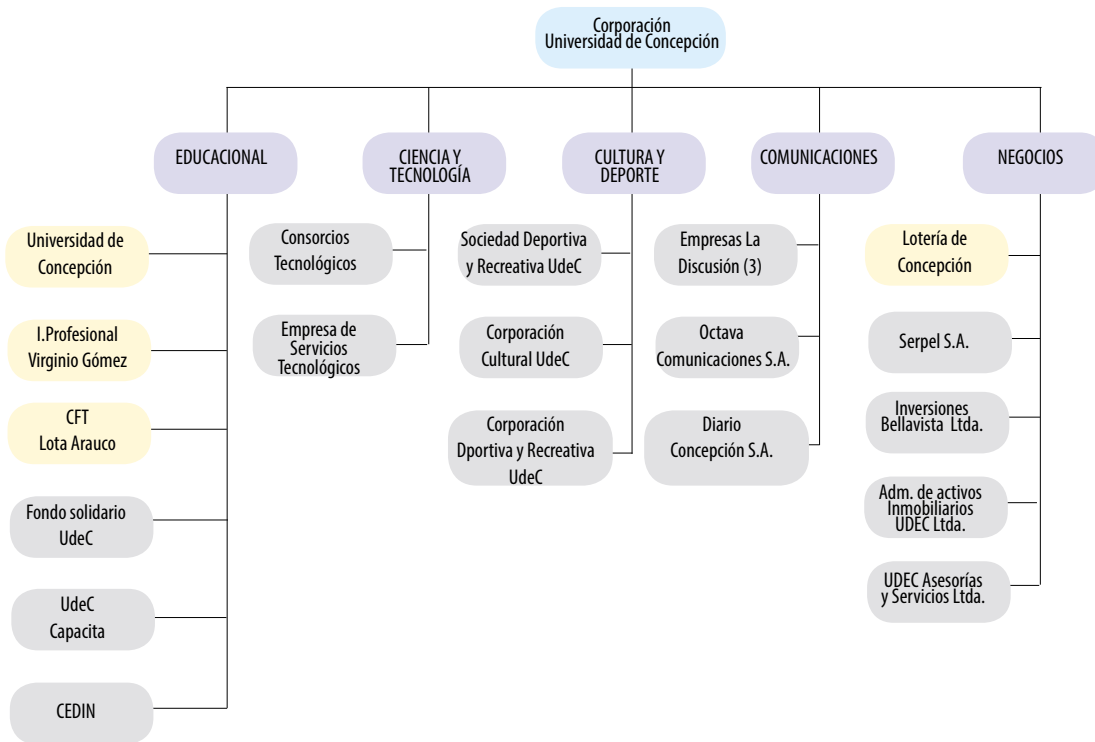 Corporación
Universidad de Concepción
EDUCACIONAL
CIENCIA Y
TECNOLOGÍA
CULTURA Y
DEPORTE
COMUNICACIONES
NEGOCIOS
Universidad de
Concepción
I.Profesional
Virginio Gómez
CFT
Lota Arauco
Fondo solidario
UdeC
UdeC
Capacita
CEDIN
Consorcios
Tecnológicos
Empresa de
Servicios
Tecnológicos
Sociedad Deportiva
y Recreativa UdeC
Corporación
Cultural UdeC
Corporación
Dportiva y Recreativa
UdeC
Empresas La
Discusión (3)
Octava
Comunicaciones S.A.
Diario
Concepción S.A.
Lotería de
Concepción
Serpel S.A.
Inversiones
Bellavista Ltda.
Adm. de activos
Inmobiliarios
UDEC Ltda.
UDEC Asesorías
y Servicios Ltda.